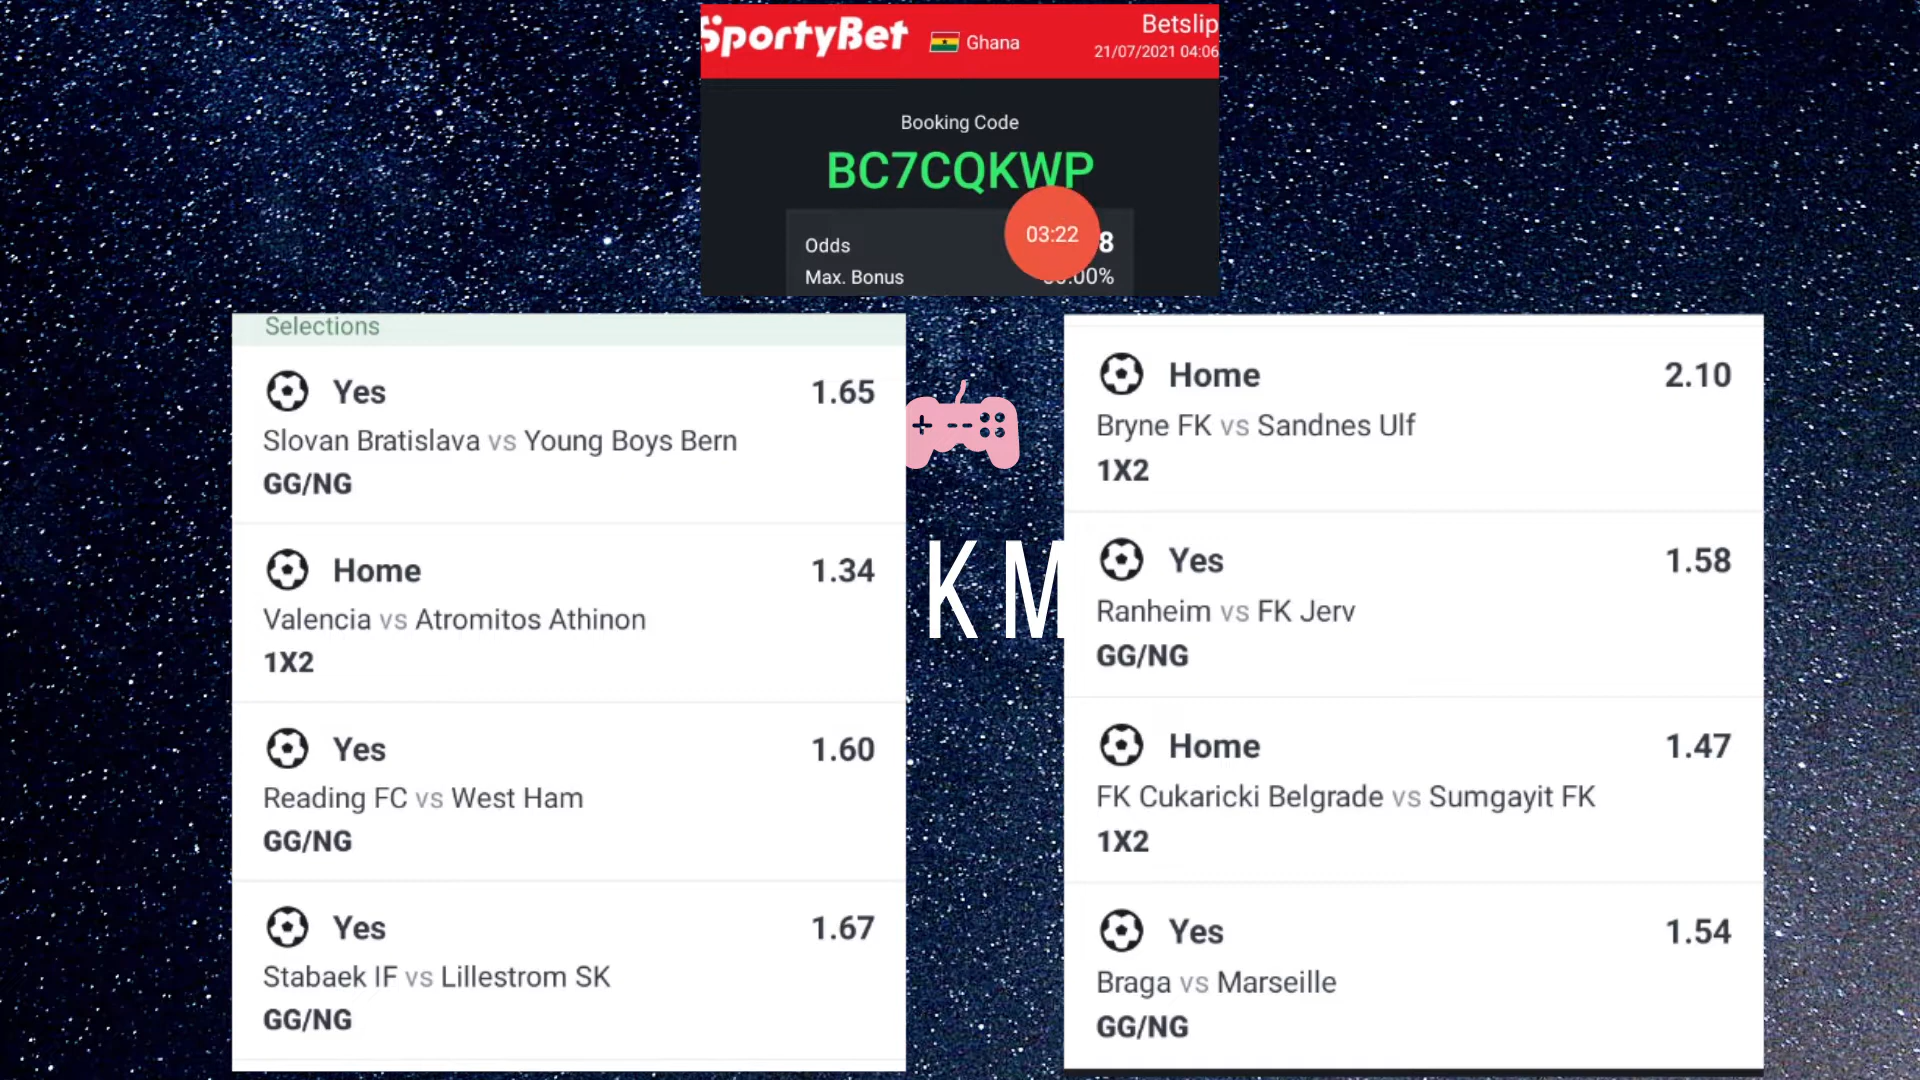 SportyBet
Ghana
Betslip
21/07/2021 04:06
Booking Code
BC7CQKWP
Odds 8
03:22
Max. Bonus
Selections
Yes 1.65
Slovan Bratislava vs Young Boys Bern
GG/NG
Home 1.34
Valencia vs Atromitos Athinon
1X2
Yes 1.60
Reading FC vs West Ham
GG/NG
Yes 1.67
Stabaek IF vs Lillestrom SK
GG/NG
K M
Home 2.10
Bryne FK vs Sandnes Ulf
1X2
Yes 1.58
Ranheim vs FK Jerv
GG/NG
Home 1.47
FK Cukaricki Belgrade vs Sumgayit FK
1X2
Yes 1.54
Braga vs Marseille
GG/NG